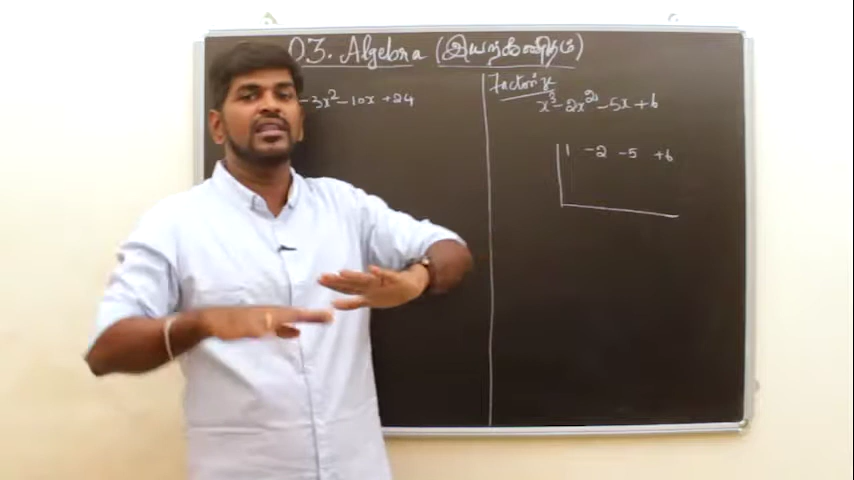 03. Algebra (இயற்கணிதம்)
-3x²-10x+24
Factorize
x³-2x²-5x+6
1 -2 -5 +6